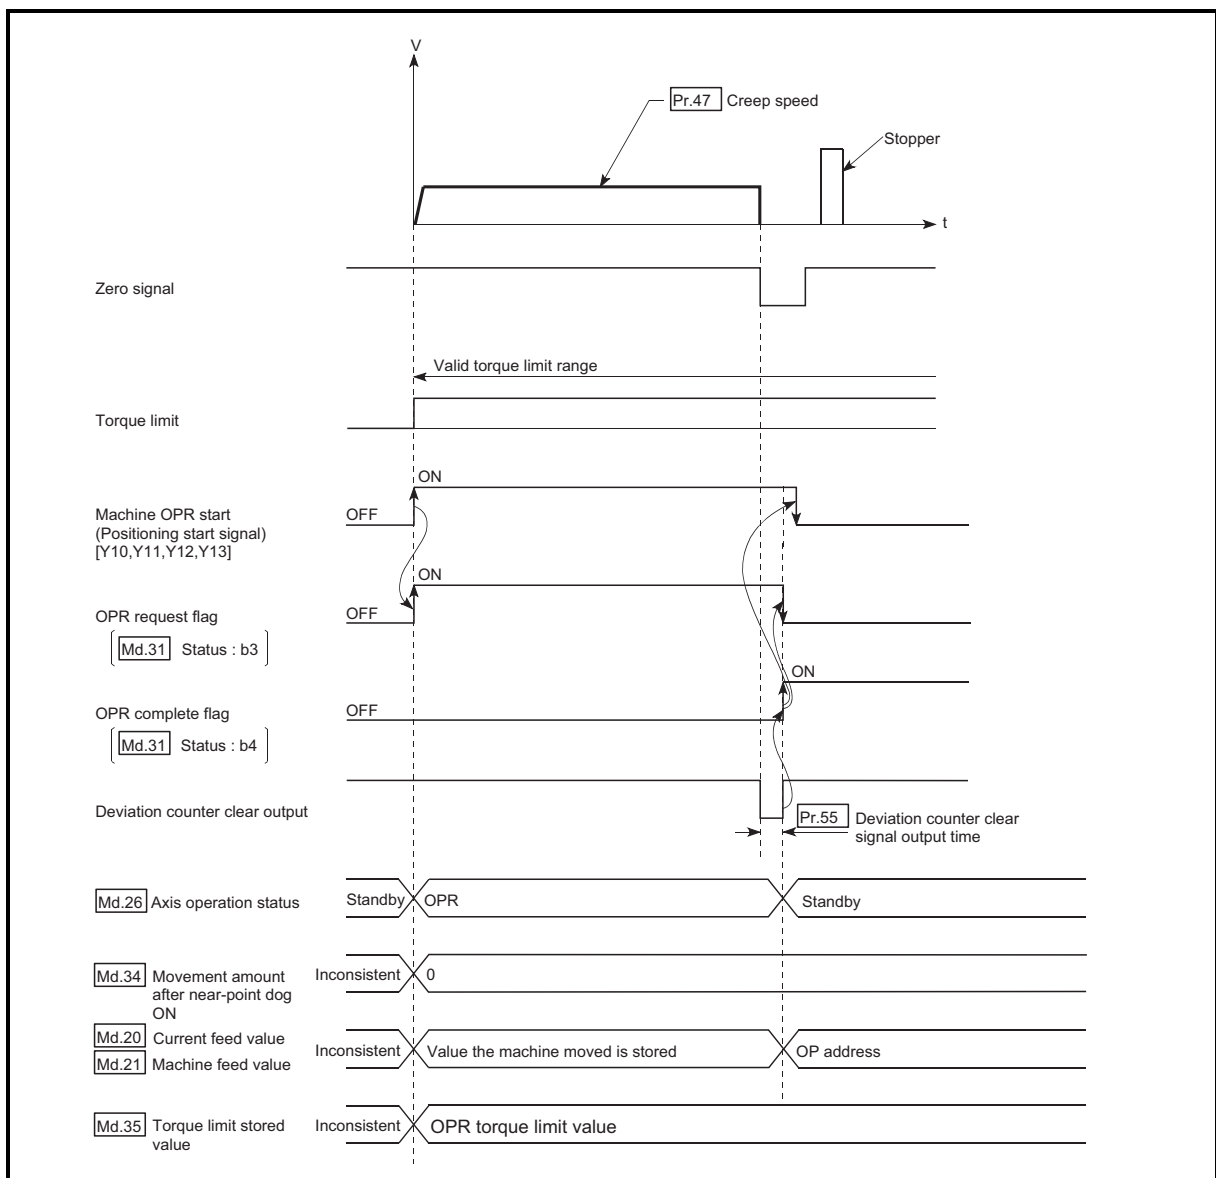 V
Pr.47 Creep speed
Stopper
t
Zero signal
Valid torque limit range
Torque limit
ON
Machine OPR start
(Positioning start signal)
[Y10,Y11,Y12,Y13]
OFF
ON
OPR request flag
OFF
Md.31 Status : b3
ON
OPR complete flag
OFF
Md.31 Status : b4
Deviation counter clear output
Pr.55 Deviation counter clear
signal output time
Md.26 Axis operation status
Standby
OPR
Standby
Md.34 Movement amount
after near-point dog
ON
Inconsistent
0
Md.20 Current feed value
Md.21 Machine feed value
Inconsistent
Value the machine moved is stored
OP address
Md.35 Torque limit stored
value
Inconsistent
OPR torque limit value